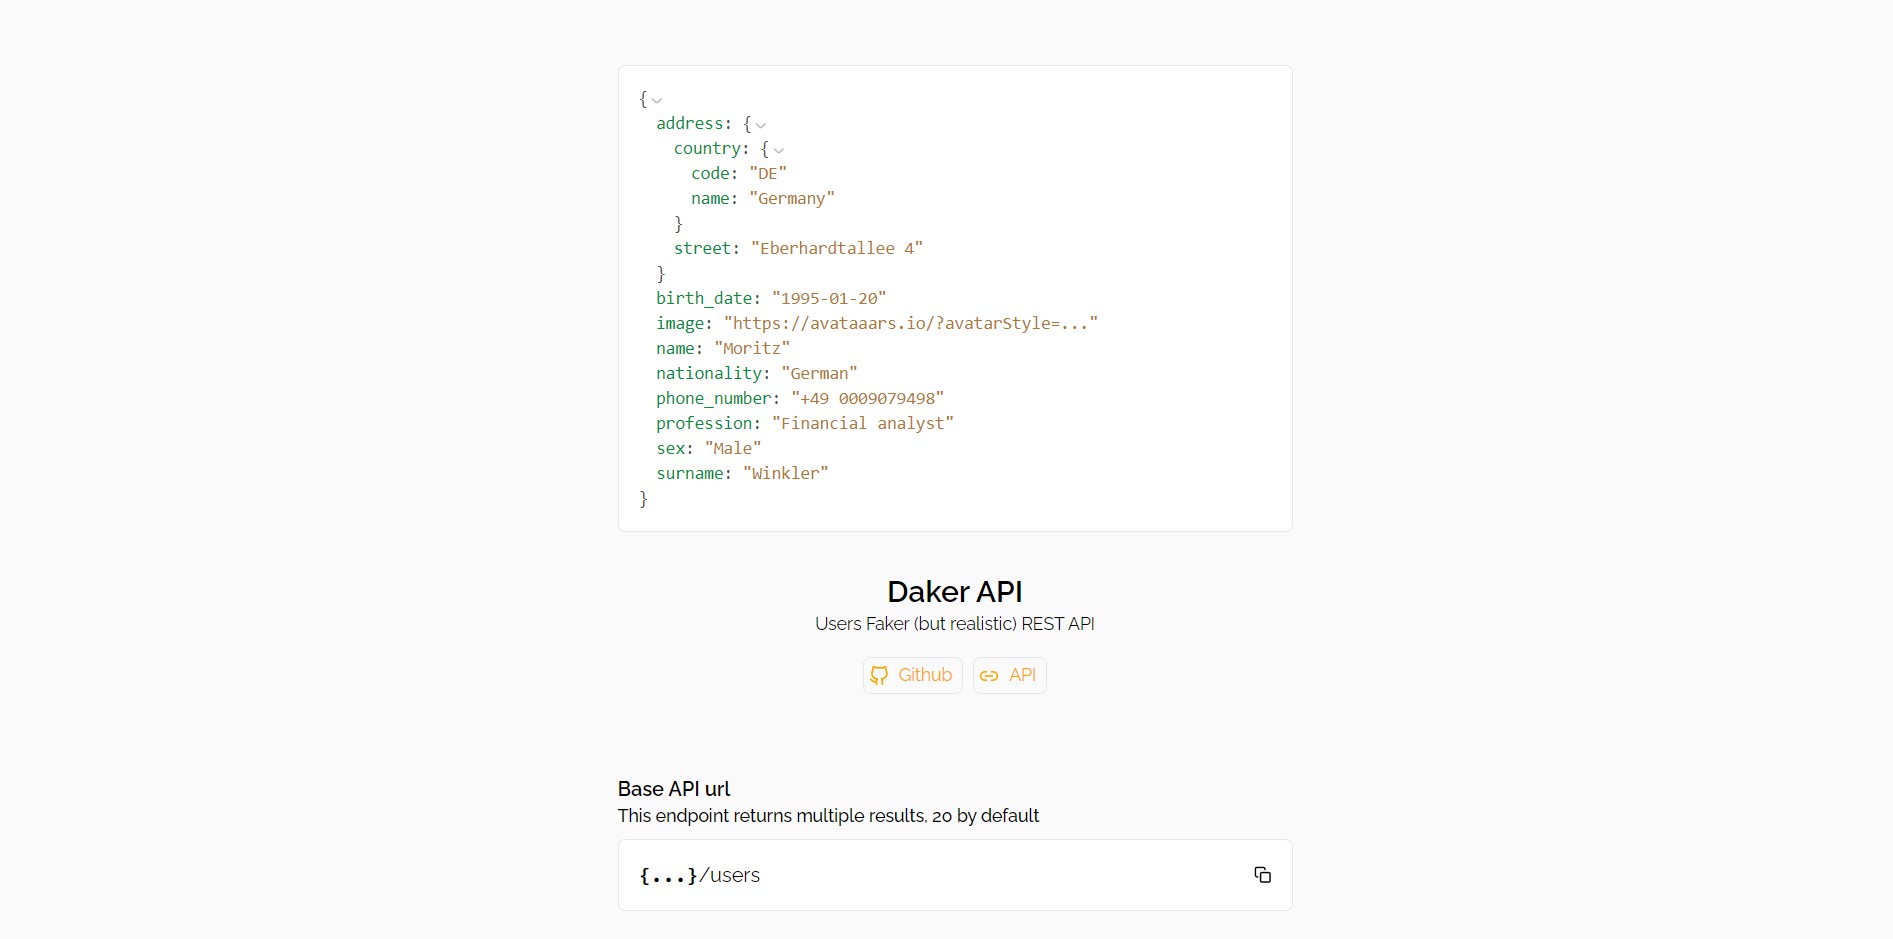 {
address: {
country: {
code: "DE"
name: "Germany"
}
street: "Eberhardtallee 4"
}
birth_date: "1995-01-20"
image: "https://avataaars.io/?avatarStyle=..."
name: "Moritz"
nationality: "German"
phone_number: "+49 0009079498"
profession: "Financial analyst"
sex: "Male"
surname: "Winkler"
}
Daker API
Users Faker (but realistic) REST API
Github API
Base API url
This endpoint returns multiple results, 20 by default
{...}/users